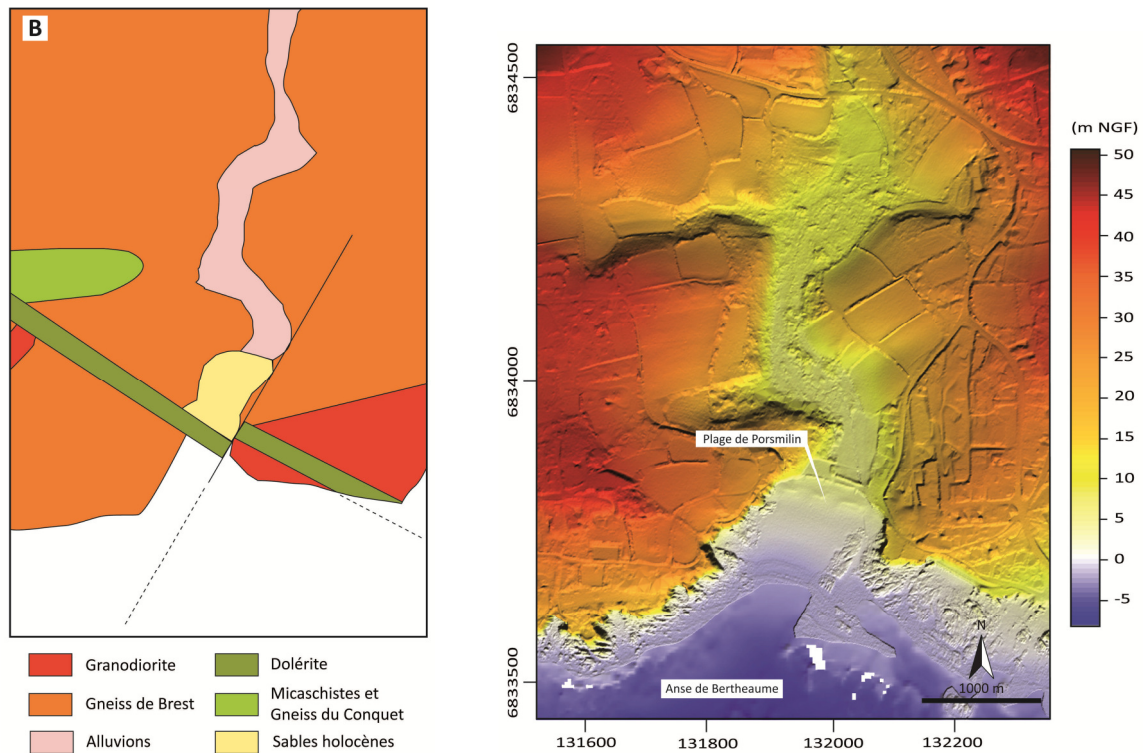 B
Granodiorite
Gneiss de Brest
Alluvions
Dolérite
Micaschistes et
Gneiss du Conquet
Sables holocènes
6834500
6834000
6833500
131600
131800
132000
132200
Plage de Porsmilin
Anse de Bertheaume
N
1000 m
(m NGF)
50
45
40
35
30
25
20
15
10
5
0
-5